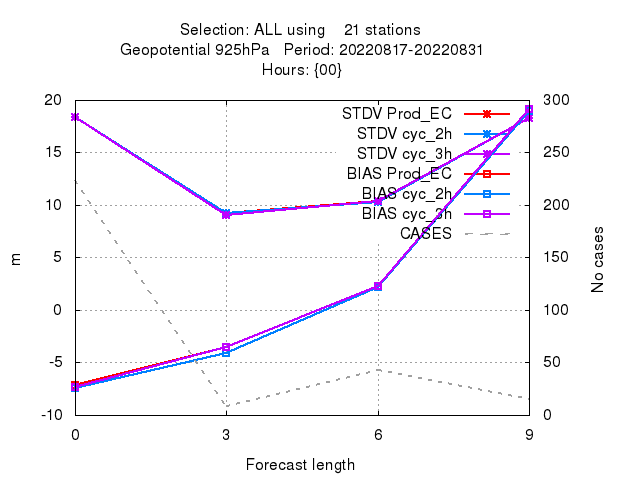 Selection: ALL using    21 stations
Geopotential 925hPa   Period: 20220817-20220831
Hours: {00}
20
15
10
5
0
-5
-10
m
300
250
200
150
100
50
0
No cases
STDV Prod_EC
STDV cyc_2h
STDV cyc_3h
BIAS Prod_EC
BIAS cyc_2h
BIAS cyc_3h
CASES
0 3 6 9
Forecast length